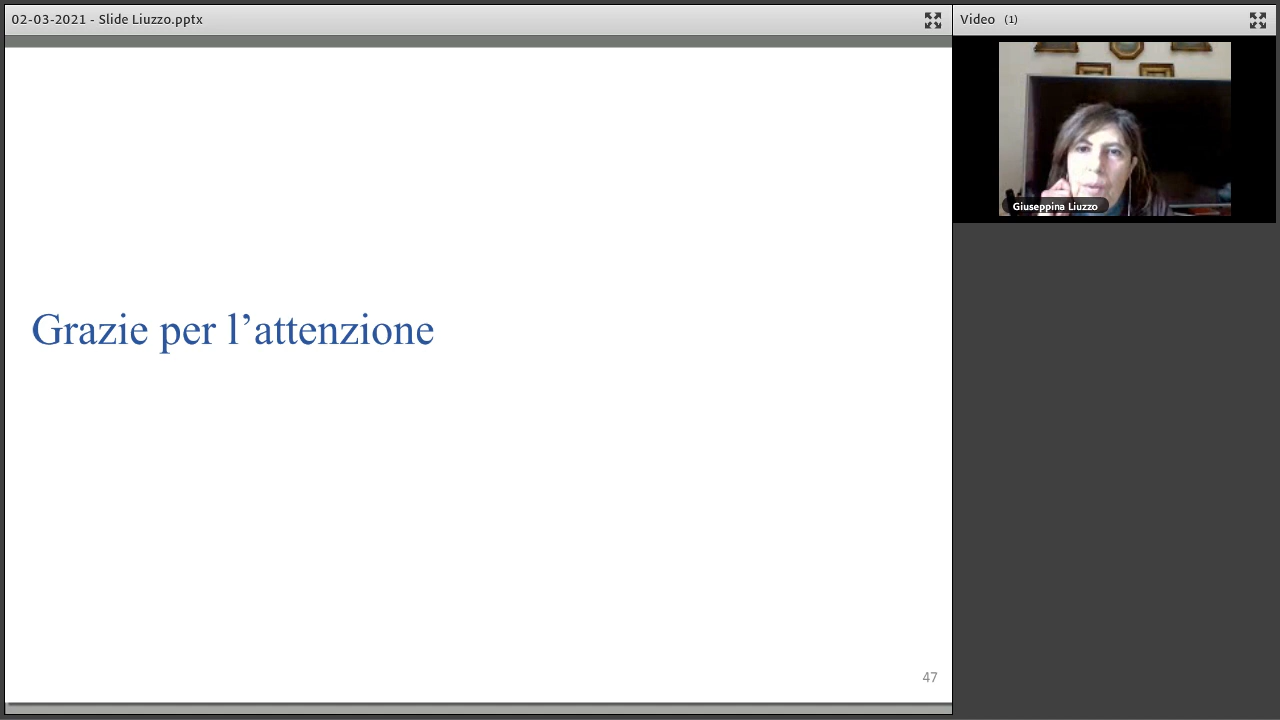 02-03-2021 - Slide Liuzzo.pptx
Video (1)
Giuseppina Liuzzo
Grazie per l’attenzione
47